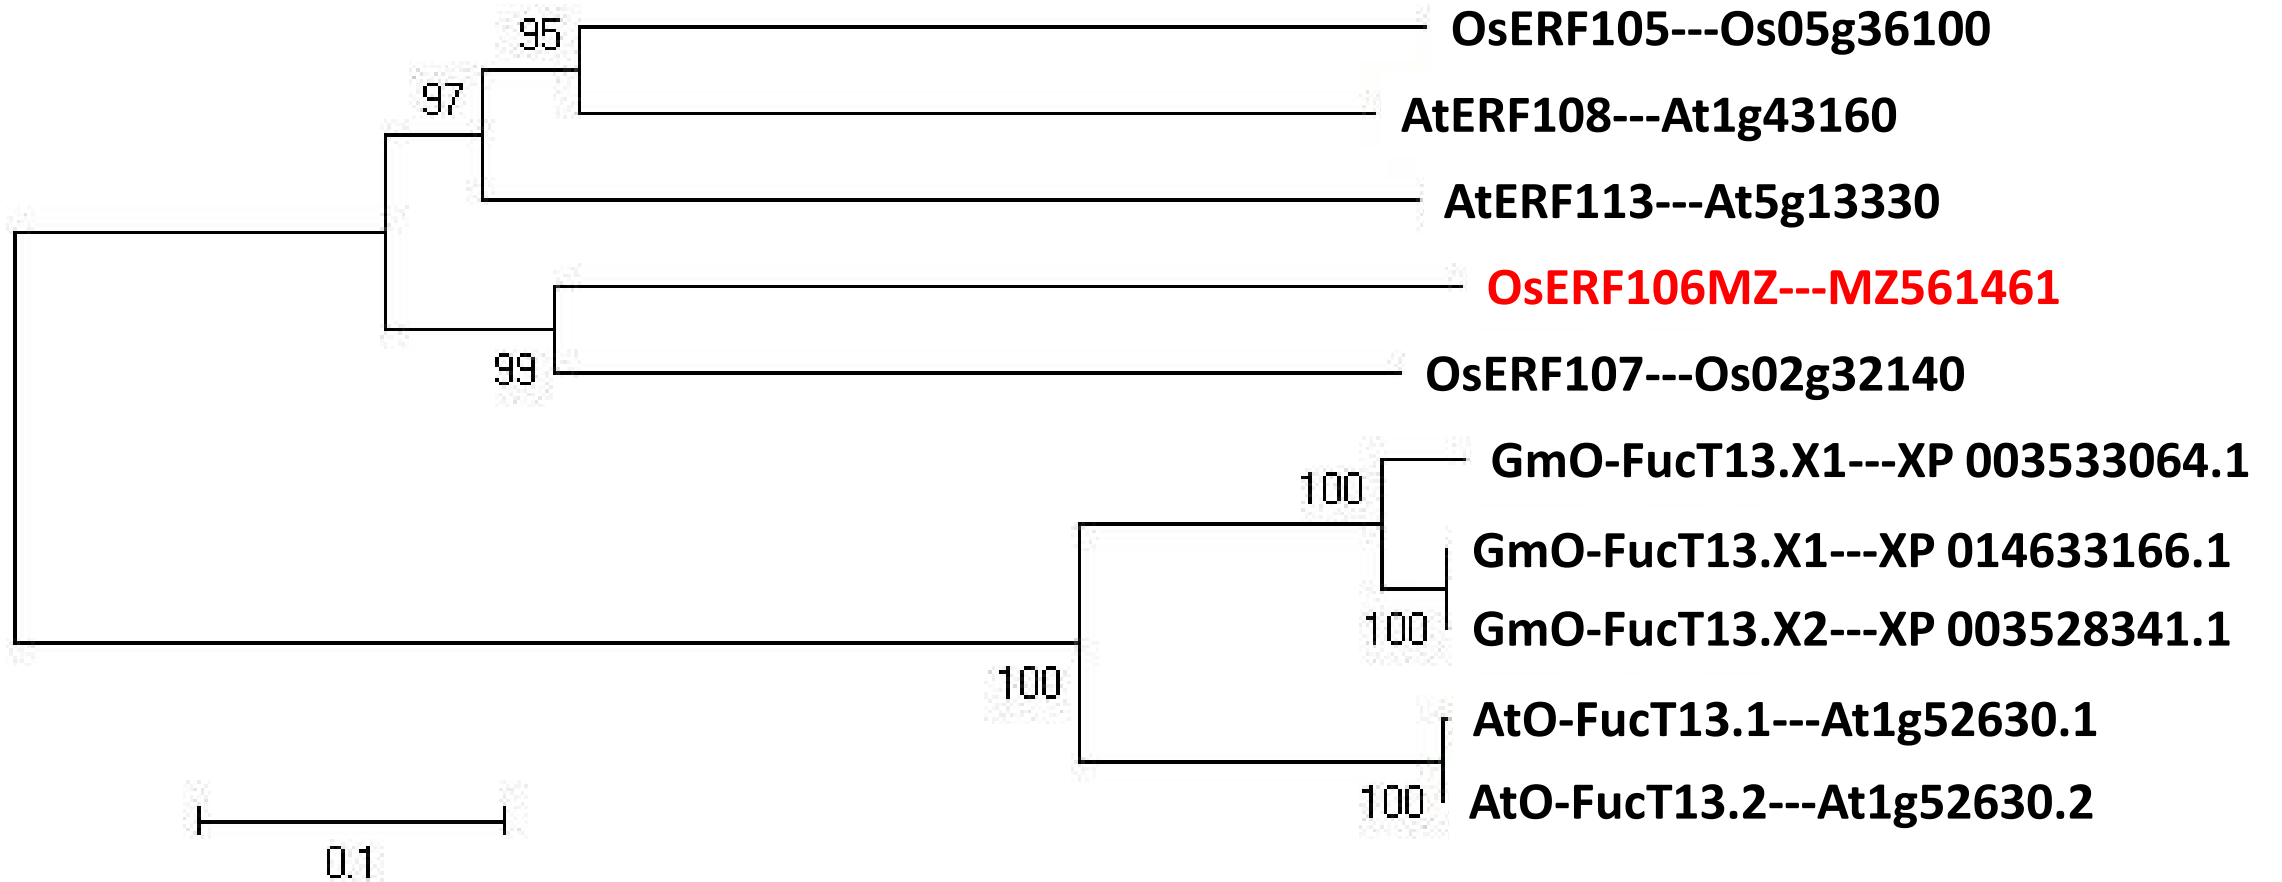 95
OsERF105---Os05g36100
97
AtERF108---At1g43160
AtERF113---At5g13330
OsERF106MZ---MZ561461
99
OsERF107---Os02g32140
GmO-FucT13.X1---XP 003533064.1
100
GmO-FucT13.X1---XP 014633166.1
100
GmO-FucT13.X2---XP 003528341.1
100
AtO-FucT13.1---At1g52630.1
100
AtO-FucT13.2---At1g52630.2
0.1